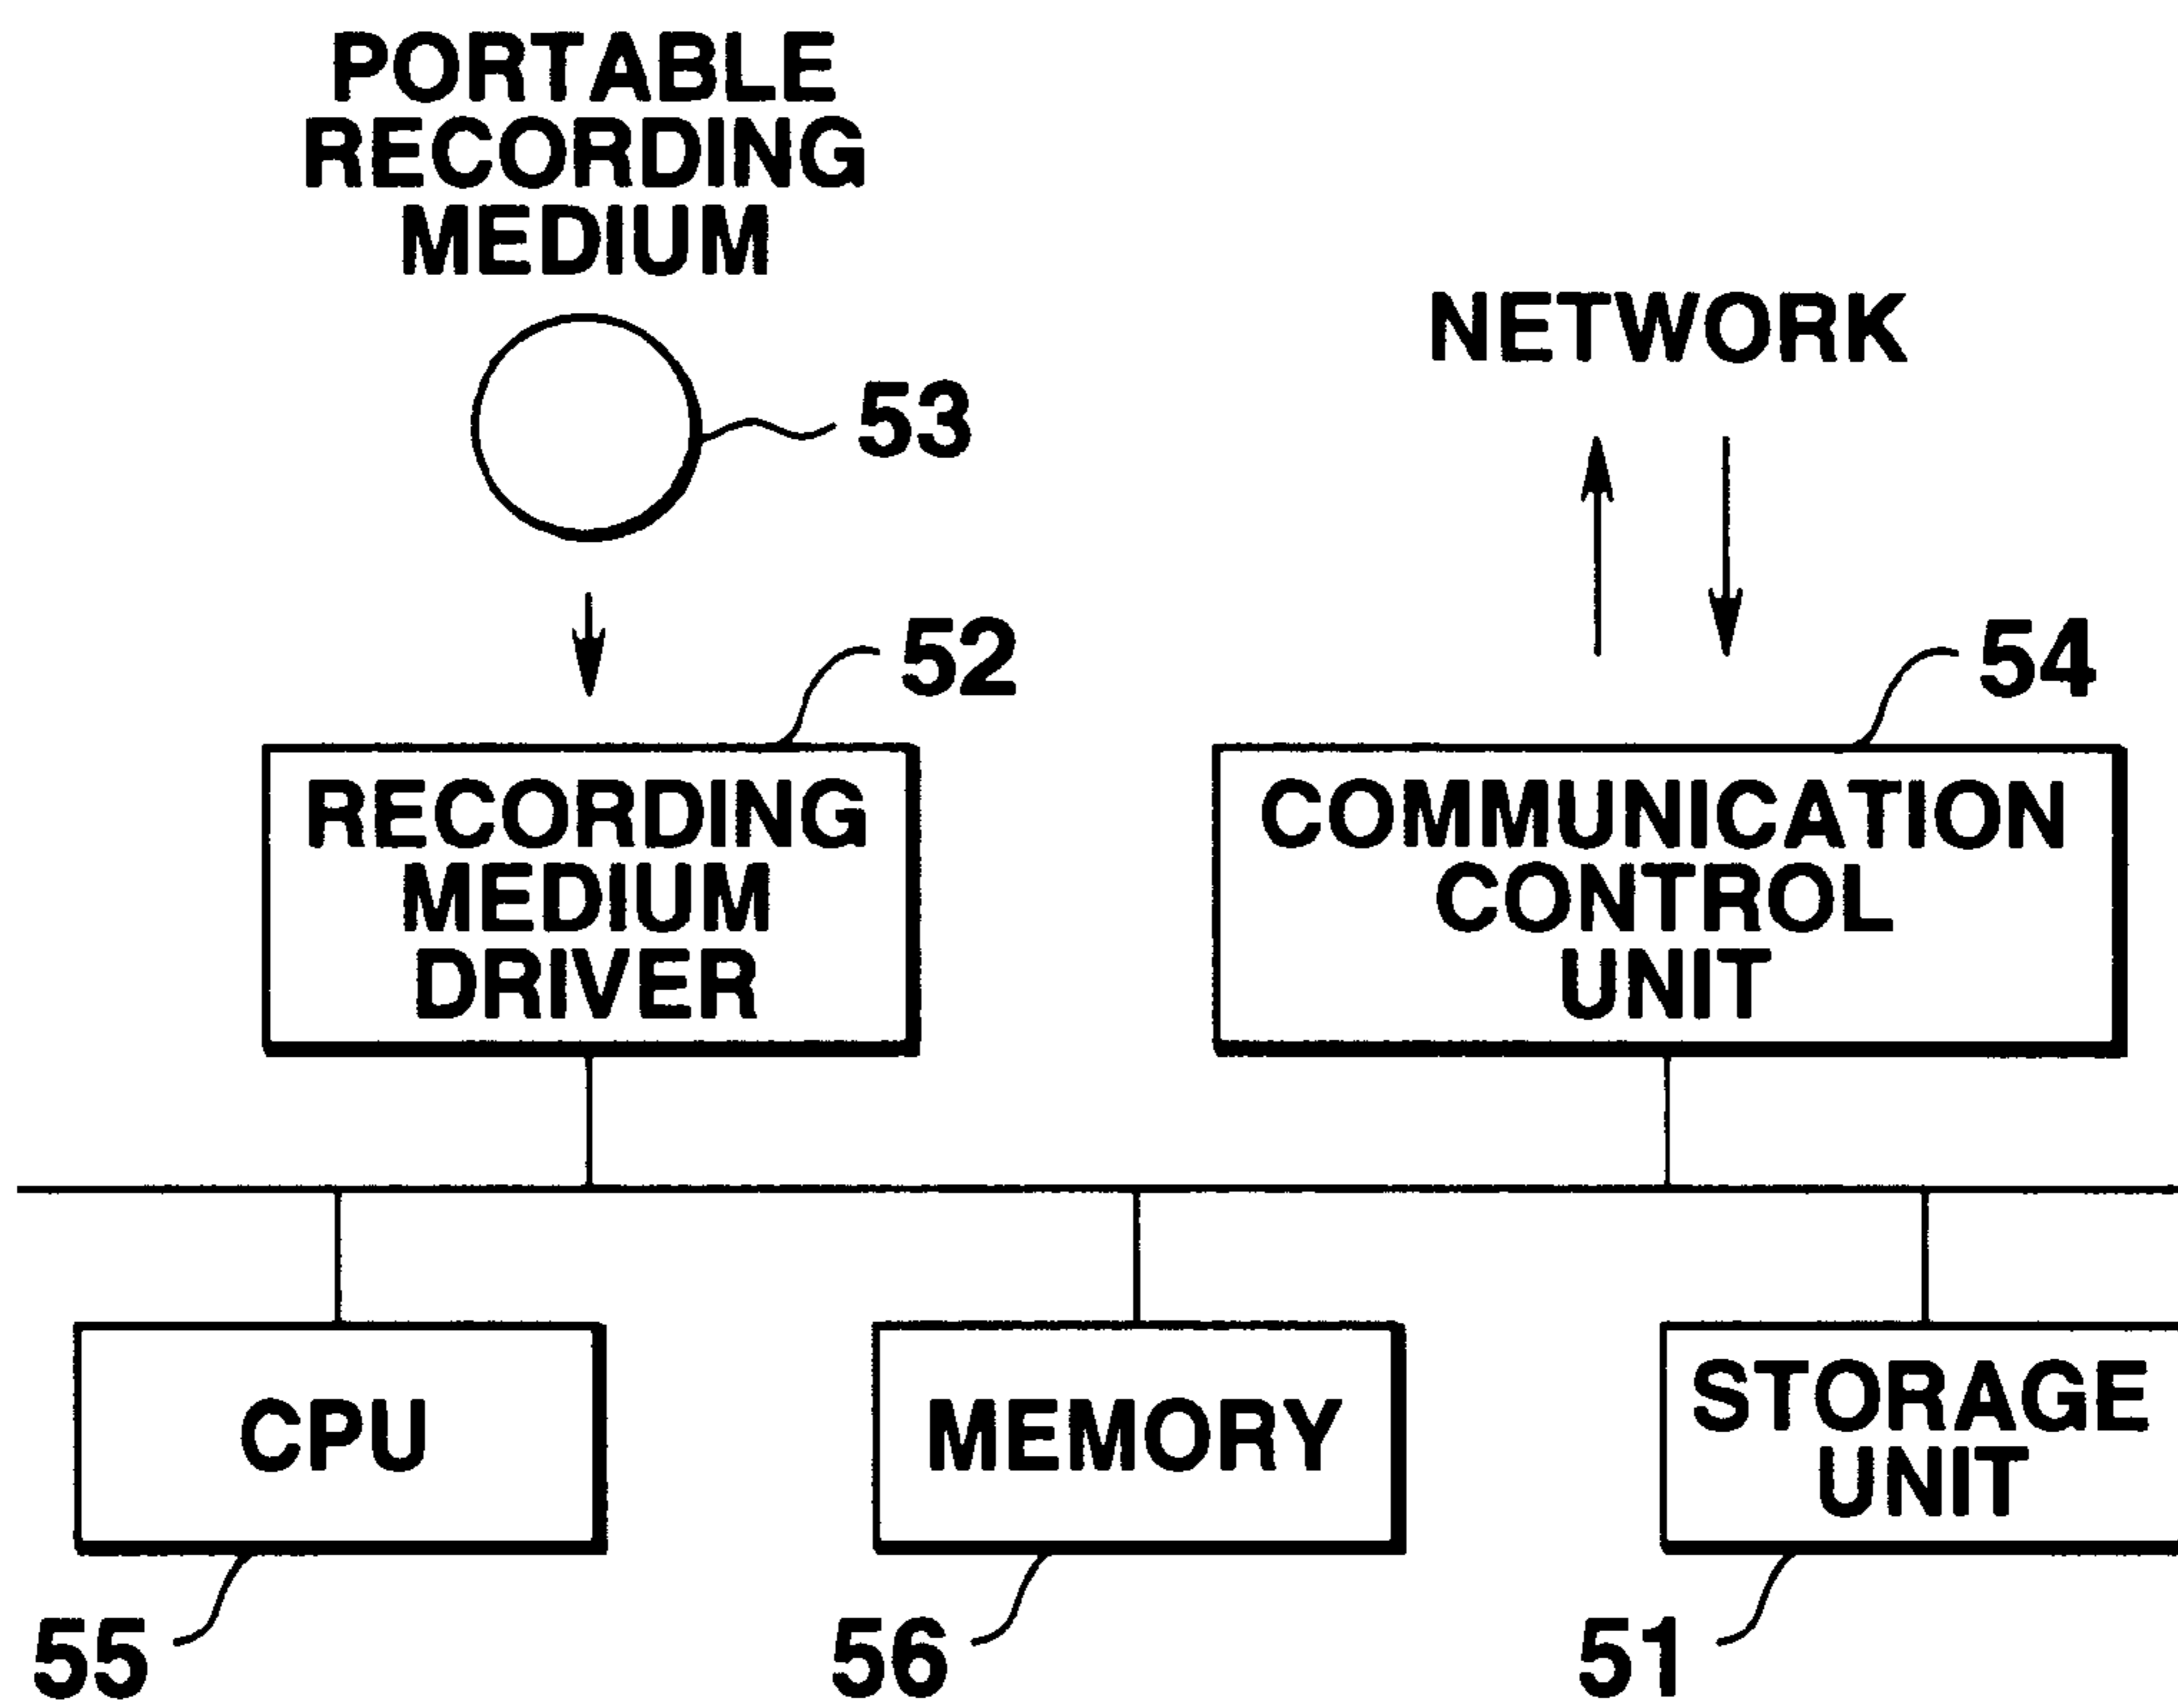 PORTABLE
RECORDING
MEDIUM
NETWORK
53
52
54
RECORDING
MEDIUM
DRIVER
COMMUNICATION
CONTROL
UNIT
CPU
MEMORY
STORAGE
UNIT
55
56
51